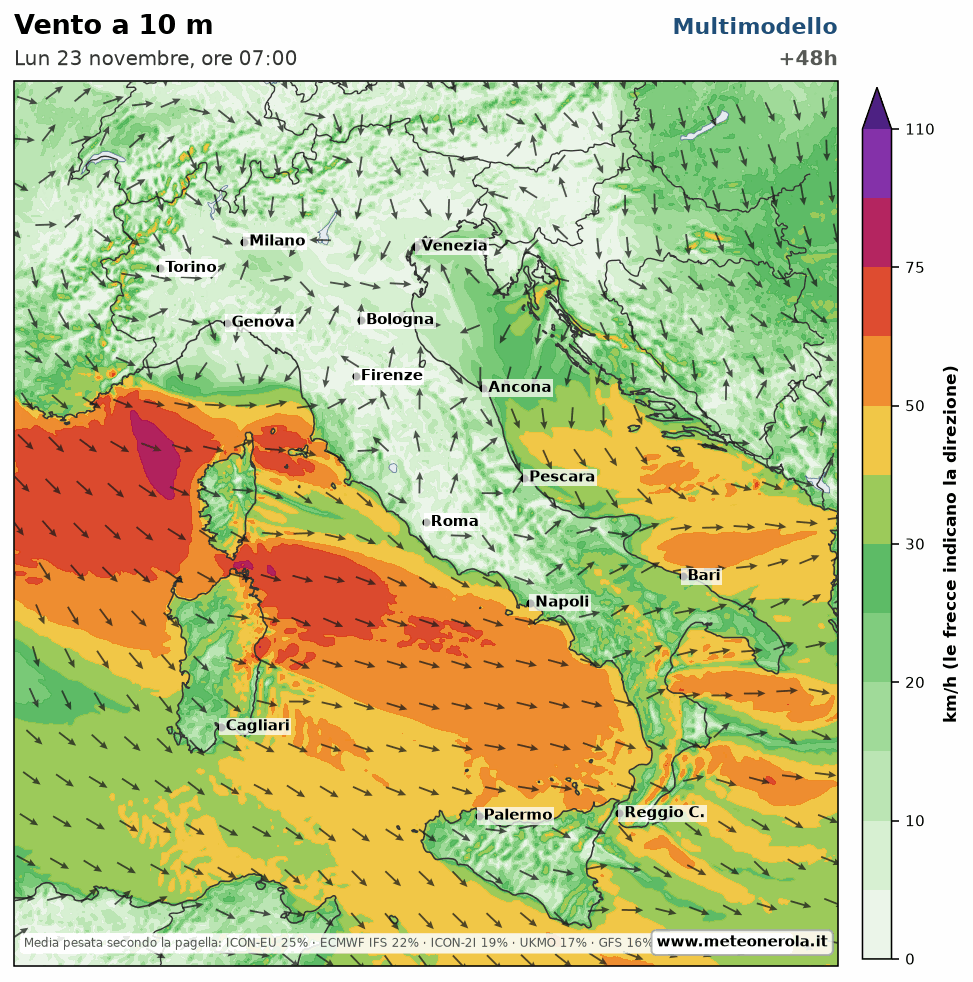 Vento a 10 m
Multimodello
Lun 23 novembre, ore 07:00
+48h
110
Milano
Venezia
Torino
75
Genova
Bologna
Firenze
Ancona
50
Pescara
Roma
30
Bari
Napoli
20
Cagliari
Palermo
Reggio C.
10
Media pesata secondo la pagella: ICON-EU 25% · ECMWF IFS 22% · ICON-2I 19% · UKMO 17% · GFS 16%
www.meteonerola.it
0
km/h (le frecce indicano la direzione)